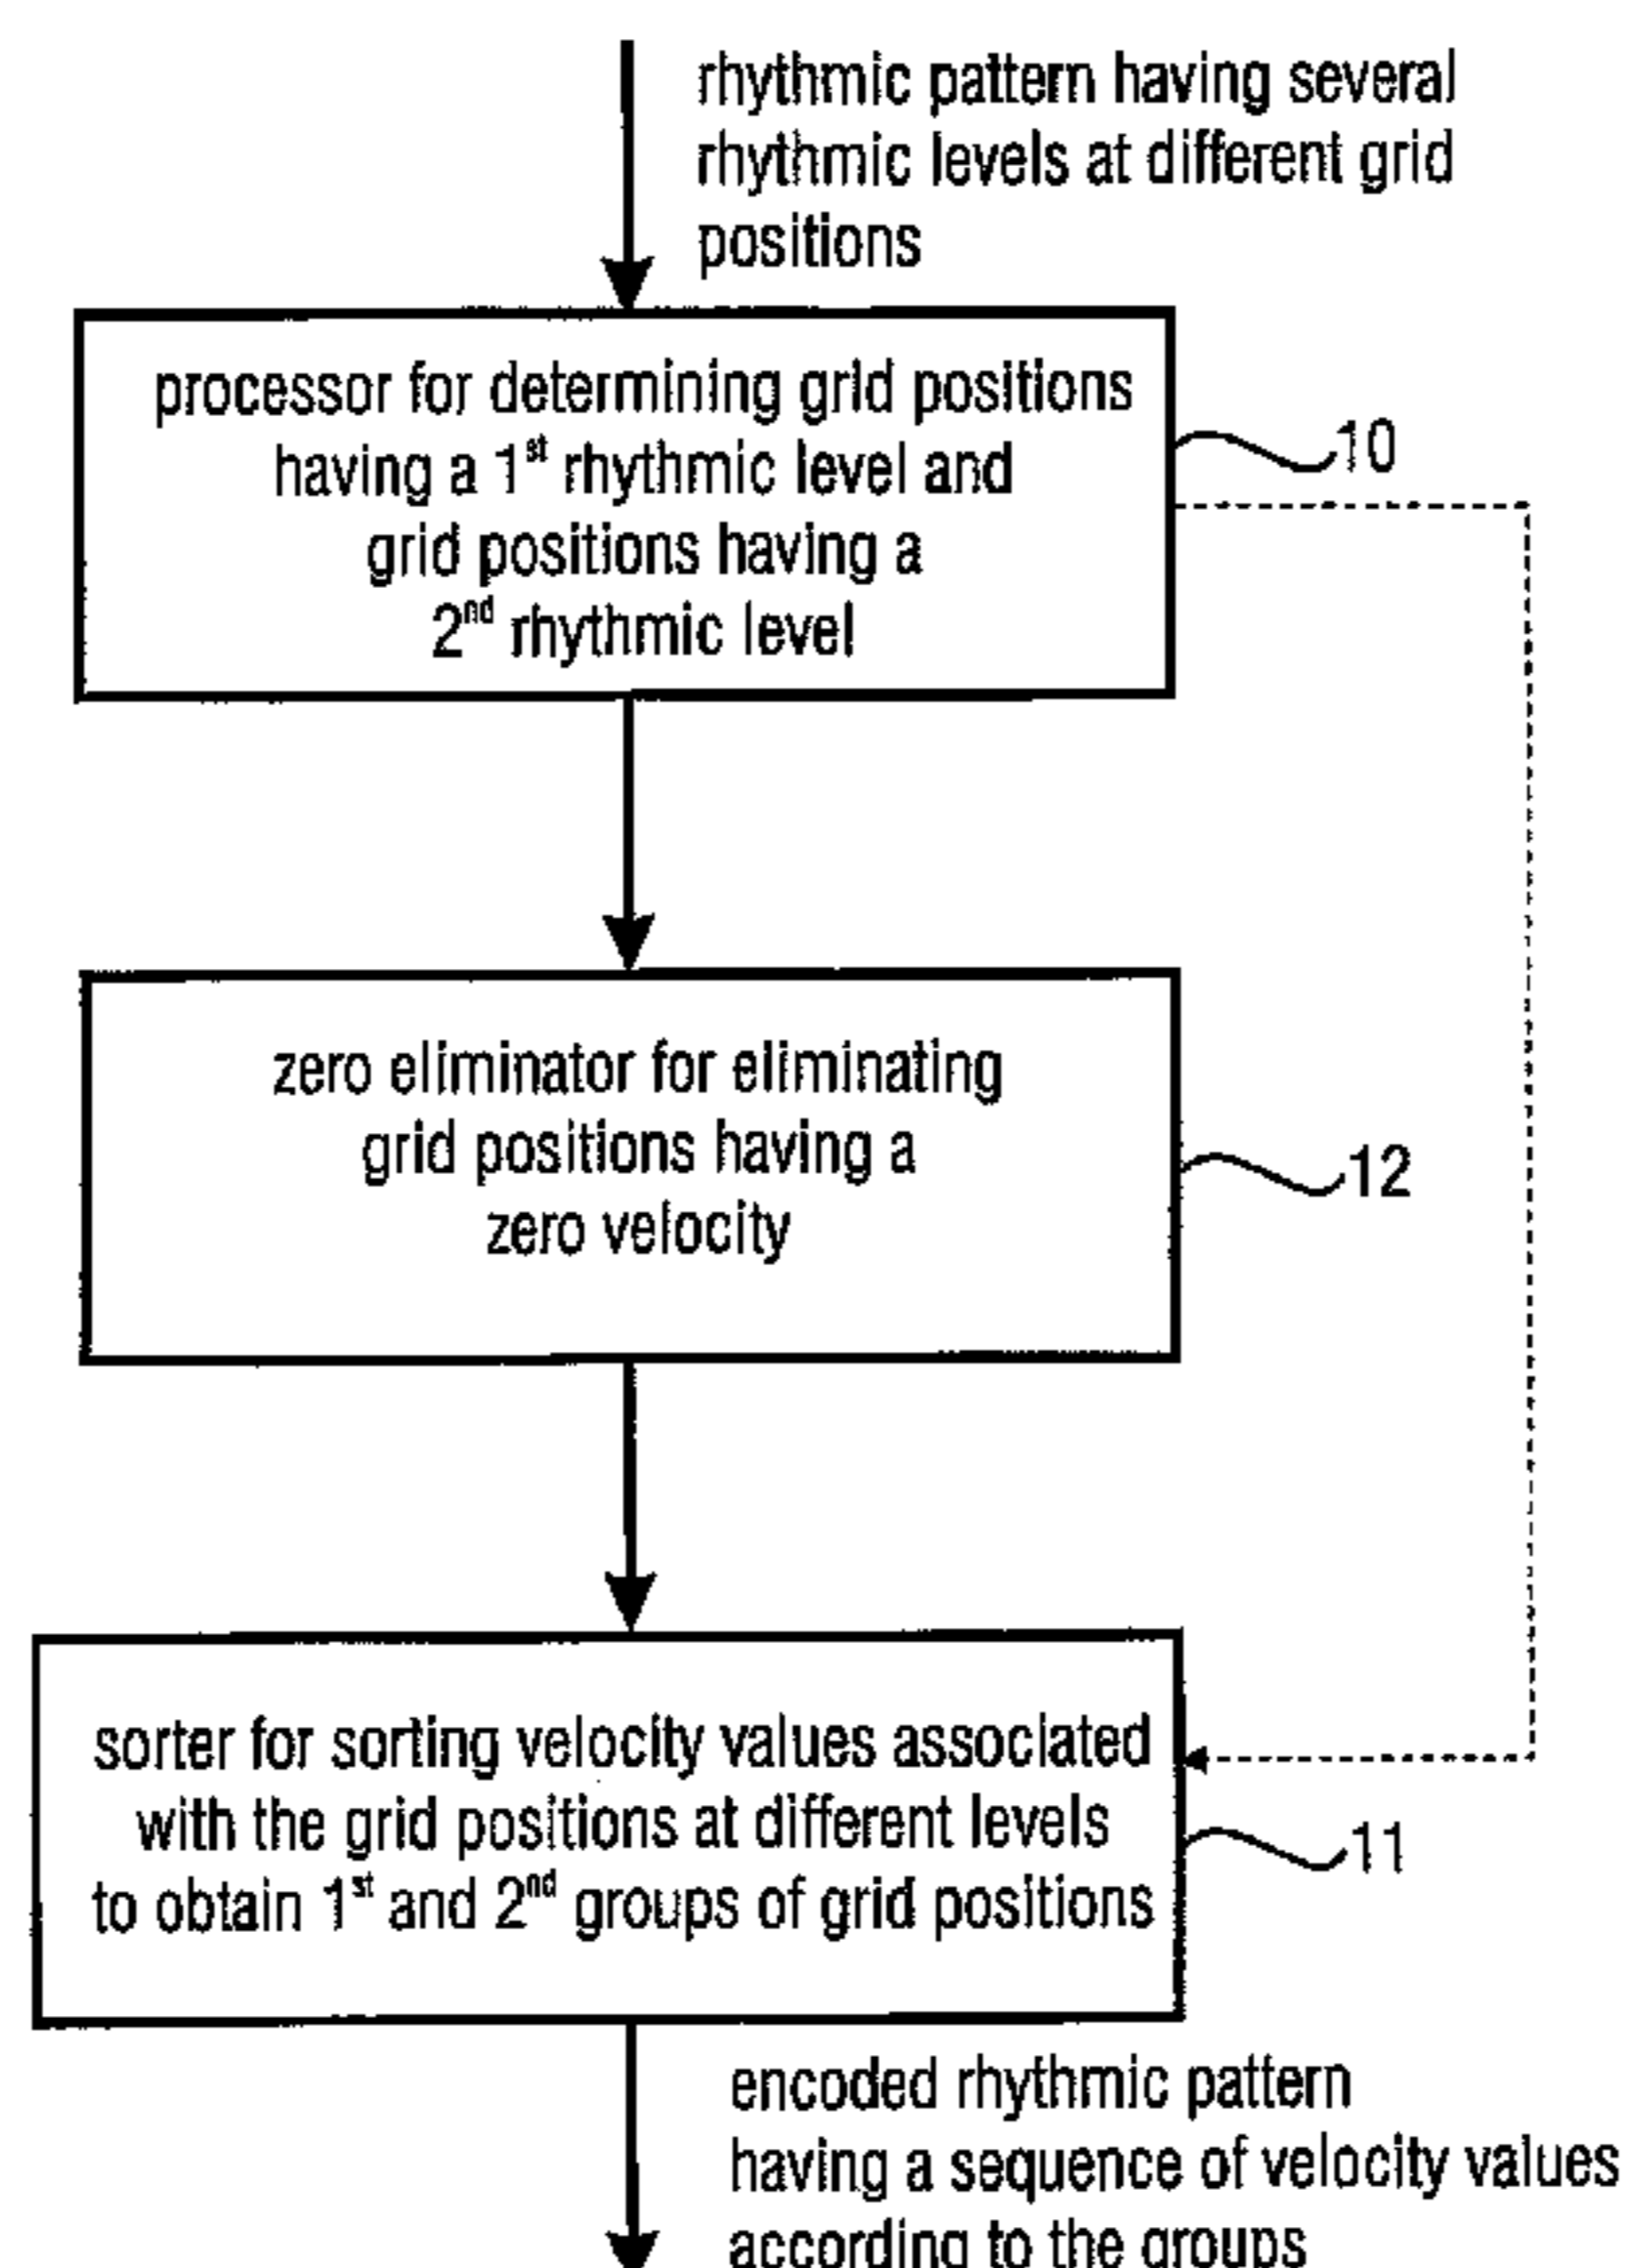 rhythmic pattern having several
rhythmic levels at different grid
positions
processor for determining grid positions
having a 1st rhythmic level and
grid positions having a
2nd rhythmic level
10
zero eliminator for eliminating
grid positions having a
zero velocity
12
sorter for sorting velocity values associated
with the grid positions at different levels
to obtain 1st and 2nd groups of grid positions
11
encoded rhythmic pattern
having a sequence of velocity values
according to the groups